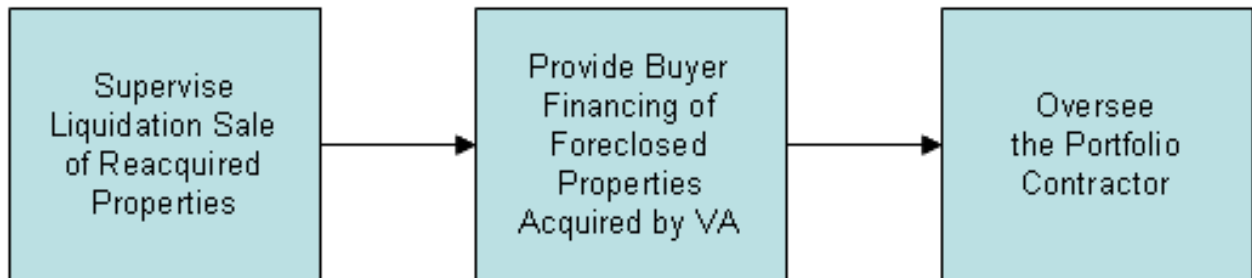 Supervise
Liquidation Sale
of Reacquired
Properties
Provide Buyer
Financing of
Foreclosed
Properties
Acquired by VA
Oversee
the Portfolio
Contractor